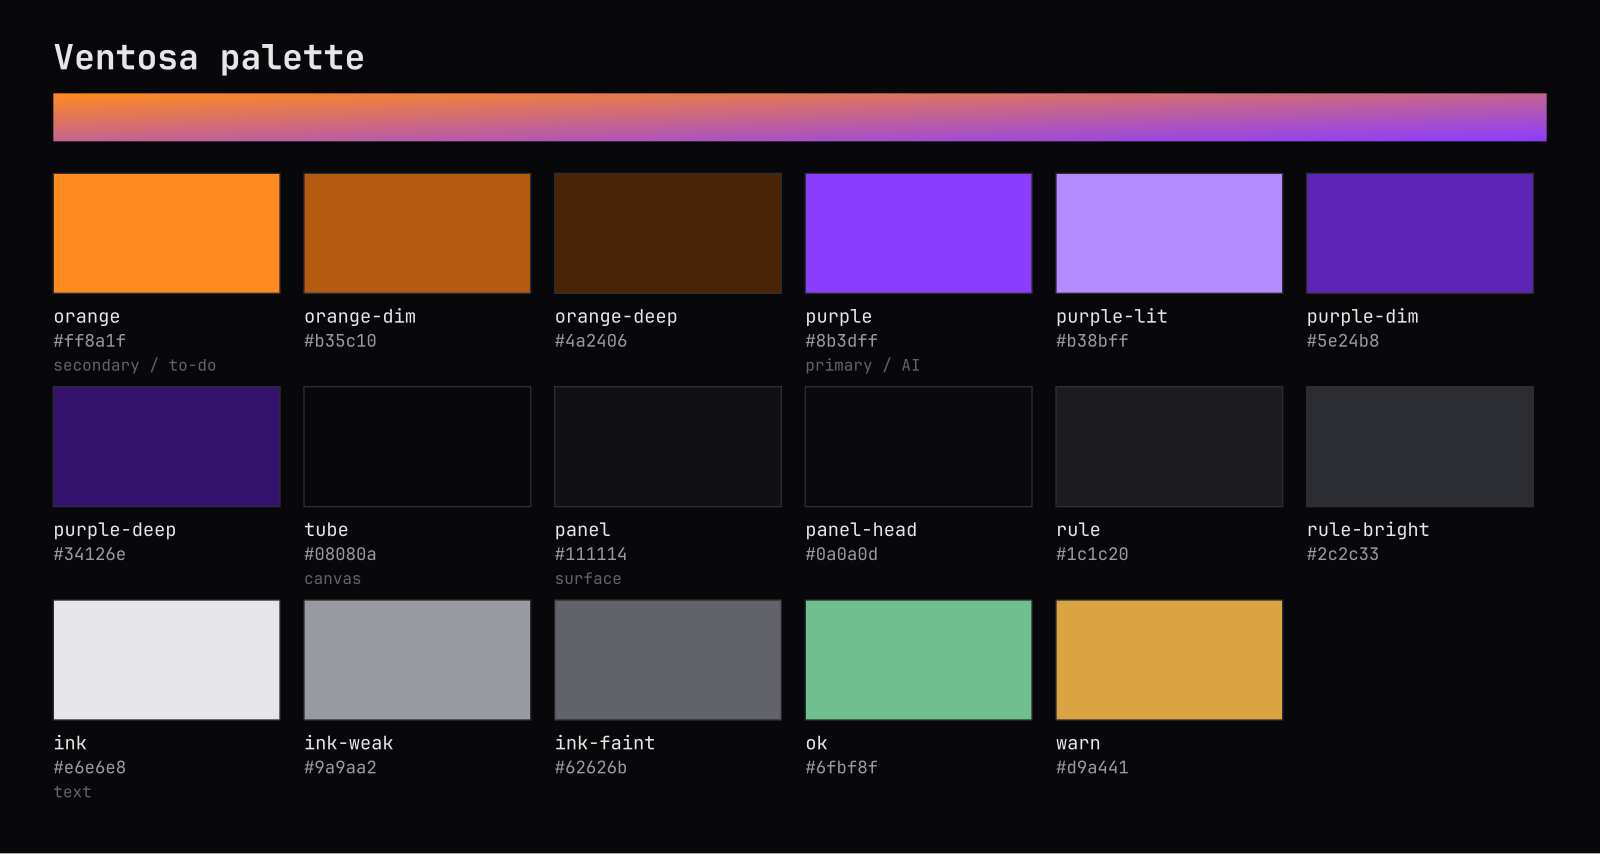 Ventosa palette
orange
#ff8a1f
secondary / to-do
orange-dim
#b35c10
orange-deep
#4a2406
purple
#8b3dff
primary / AI
purple-lit
#b38bff
purple-dim
#5e24b8
purple-deep
#34126e
tube
#08080a
canvas
panel
#111114
surface
panel-head
#0a0a0d
rule
#1c1c20
rule-bright
#2c2c33
ink
#e6e6e8
text
ink-weak
#9a9aa2
ink-faint
#62626b
ok
#6fbf8f
warn
#d9a441